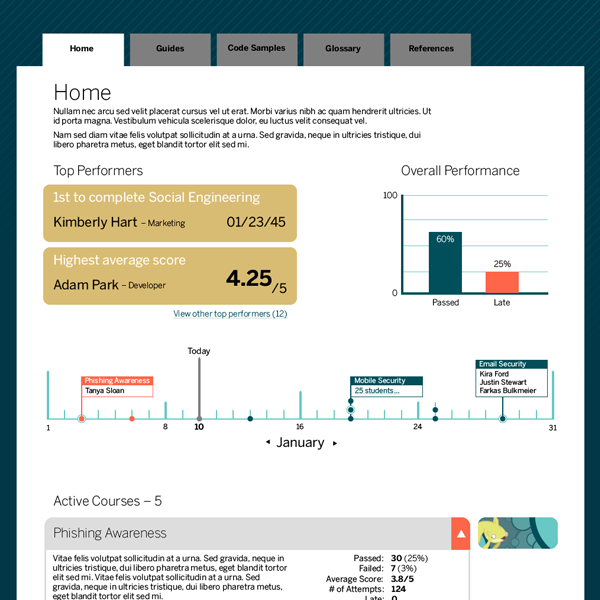 Home
Guides
Code Samples
Glossary
References
Home
Nullam nec arcu sed velit placerat cursus vel ut erat. Morbi varius nibh ac quam hendrerit ultricies. Ut
id porta magna. Vestibulum vehicula scelerisque dolor, eu luctus velit consequat vel.
Nam sed diam vitae felis volutpat sollicitudin at a urna. Sed gravida, neque in ultricies tristique, dui
libero pharetra metus, eget blandit tortor elit sed mi.
Top Performers
1st to complete Social Engineering
Kimberly Hart – Marketing 01/23/45
Highest average score
Adam Park – Developer 4.25/5
View other top performers (12)
Overall Performance
100
60%
25%
0
Passed
Late
Today
Phishing Awareness
Tanya Sloan
Mobile Security
25 students...
Email Security
Kira Ford
Justin Stewart
Farkas Bulkmeier
1 8 10 16 24 31
January
Active Courses – 5
Phishing Awareness
Vitae felis volutpat sollicitudin at a urna. Sed gravida, neque in
ultricies tristique, dui libero pharetra metus, eget blandit tortor
elit sed mi. Vitae felis volutpat sollicitudin at a urna. Sed
gravida, neque in ultricies tristique, dui libero pharetra metus,
eget blandit tortor elit sed mi.
Passed: 30 (25%)
Failed: 7 (3%)
Average Score: 3.8/5
# of Attempts: 124
Late: 0